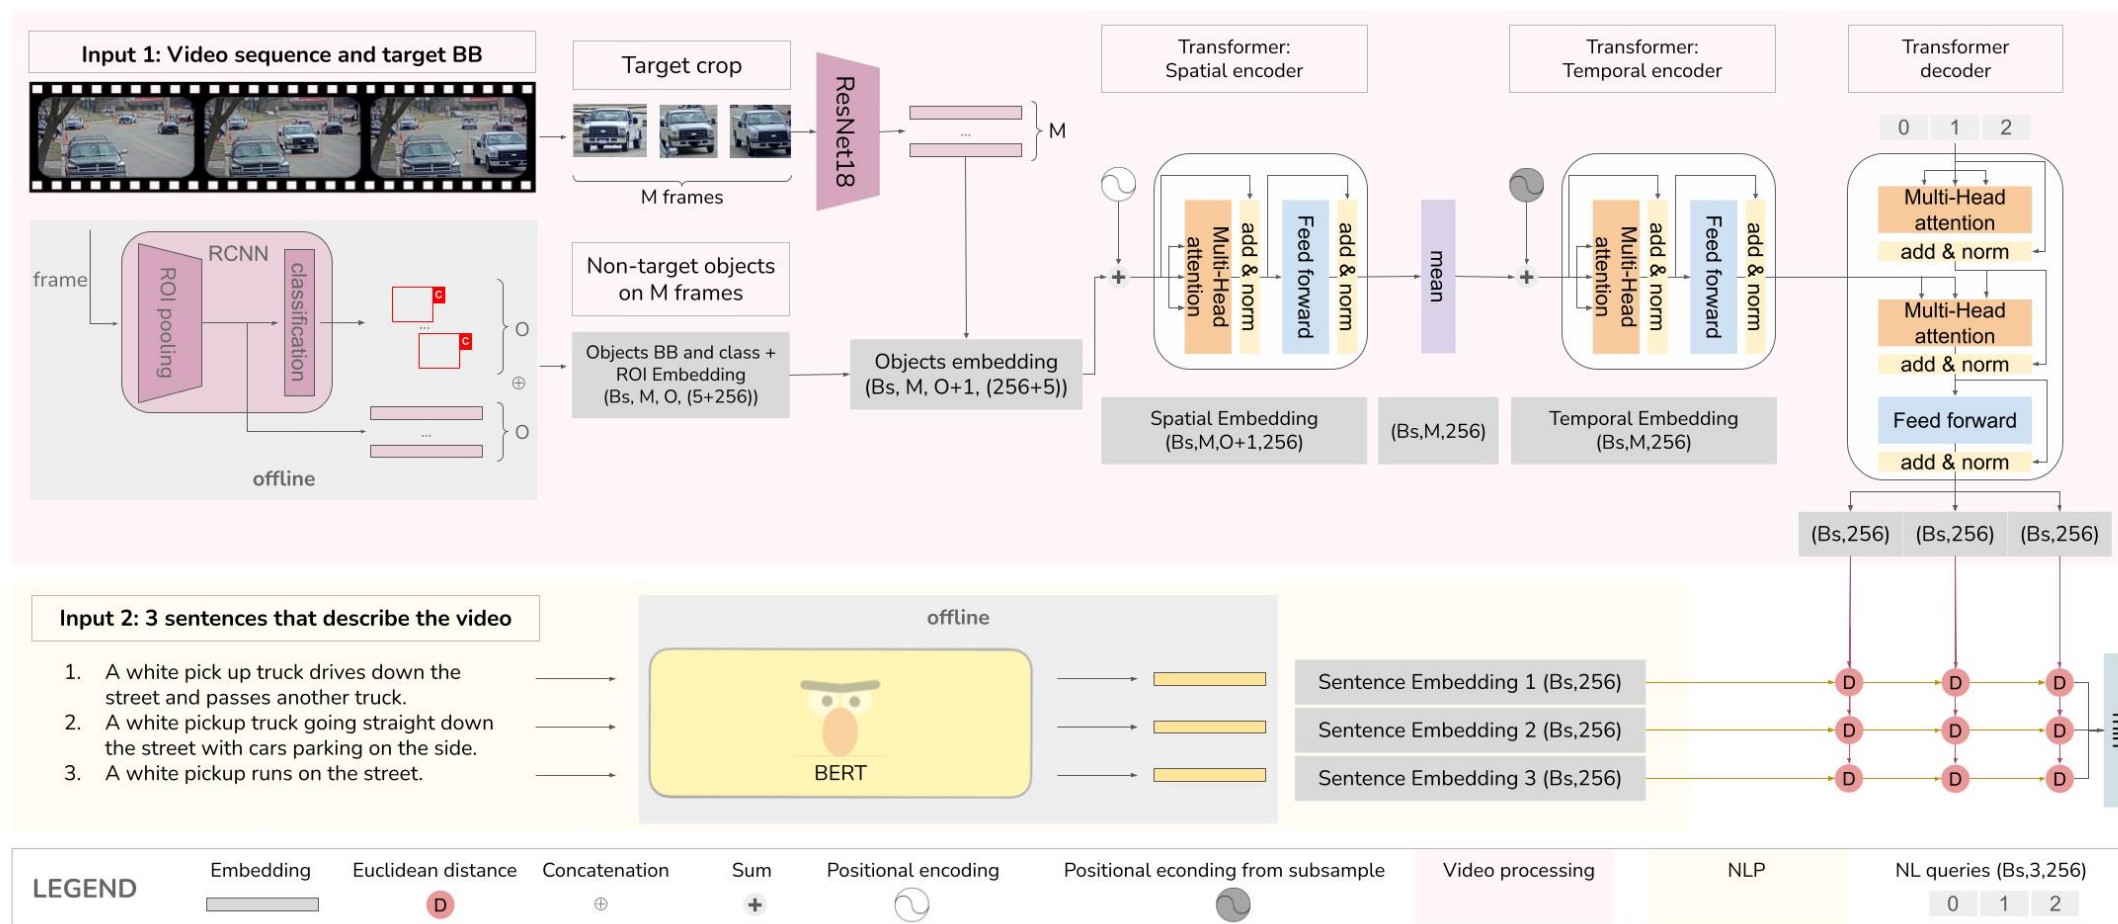 Input 1: Video sequence and target BB
Target crop
M frames
ResNet18
...
M
frame
RCNN
ROI pooling
classification
C
...
C
O
⊕
...
O
offline
Non-target objects
on M frames
Objects BB and class +
ROI Embedding
(Bs, M, O, (5+256))
Objects embedding
(Bs, M, O+1, (256+5))
Transformer:
Spatial encoder
+
Multi-Head
attention
add & norm
Feed forward
add & norm
Spatial Embedding
(Bs,M,O+1,256)
mean
(Bs,M,256)
Transformer:
Temporal encoder
+
Multi-Head
attention
add & norm
Feed forward
add & norm
Temporal Embedding
(Bs,M,256)
Transformer
decoder
0 1 2
Multi-Head
attention
add & norm
Multi-Head
attention
add & norm
Feed forward
add & norm
(Bs,256) (Bs,256) (Bs,256)
Input 2: 3 sentences that describe the video
1. A white pick up truck drives down the
street and passes another truck.
2. A white pickup truck going straight down
the street with cars parking on the side.
3. A white pickup runs on the street.
offline
BERT
Sentence Embedding 1 (Bs,256)
Sentence Embedding 2 (Bs,256)
Sentence Embedding 3 (Bs,256)
D D D
D D D
D D D
LEGEND
Embedding
Euclidean distance
D
Concatenation
⊕
Sum
+
Positional encoding
Positional econding from subsample
Video processing
NLP
NL queries (Bs,3,256)
0 1 2